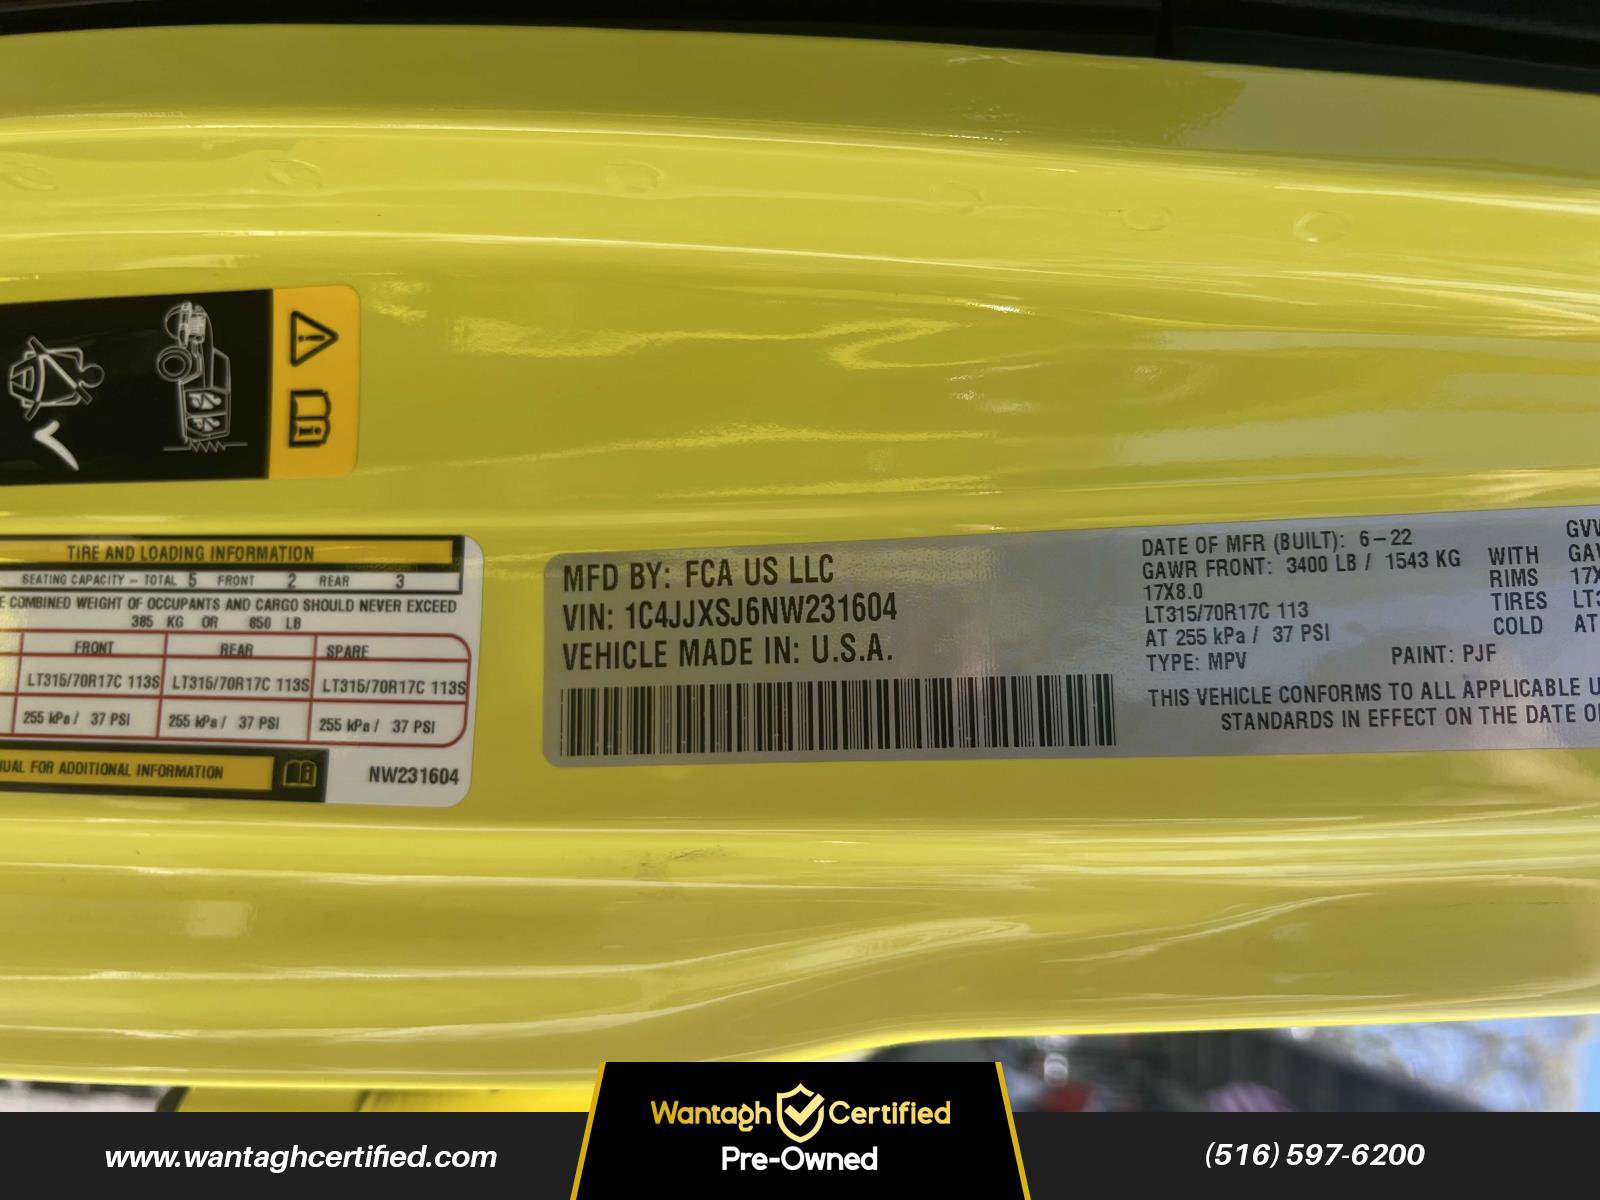 TIRE AND LOADING INFORMATION
SEATING CAPACITY – TOTAL 5 FRONT 2 REAR 3
COMBINED WEIGHT OF OCCUPANTS AND CARGO SHOULD NEVER EXCEED
385 KG OR 850 LB
FRONT REAR SPARE
LT315/70R17C 113S LT315/70R17C 113S LT315/70R17C 113S
255 kPa / 37 PSI 255 kPa / 37 PSI 255 kPa / 37 PSI
FOR ADDITIONAL INFORMATION
NW231604
MFD BY: FCA US LLC
VIN: 1C4JJXSJ6NW231604
VEHICLE MADE IN: U.S.A.
DATE OF MFR (BUILT): 6-22
GAWR FRONT: 3400 LB / 1543 KG WITH
17X8.0 RIMS
LT315/70R17C 113 TIRES
AT 255 kPa / 37 PSI COLD AT
TYPE: MPV PAINT: PJF
THIS VEHICLE CONFORMS TO ALL APPLICABLE
STANDARDS IN EFFECT ON THE DATE
www.wantaghcertified.com
Wantagh Certified
Pre-Owned
(516) 597-6200